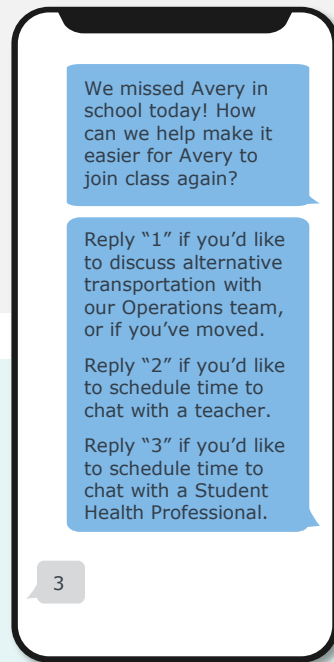 We missed Avery in
school today! How
can we help make it
easier for Avery to
join class again?
Reply “1” if you’d like
to discuss alternative
transportation with
our Operations team,
or if you’ve moved.
Reply “2” if you’d like
to schedule time to
chat with a teacher.
Reply “3” if you’d like
to schedule time to
chat with a Student
Health Professional.
3